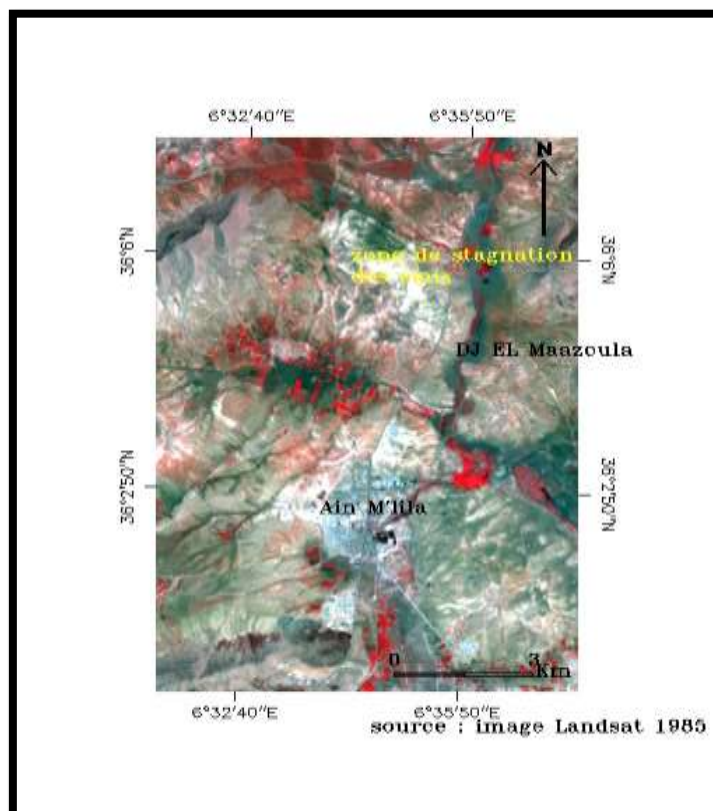 6°32'40"E 6°35'50"E
N
36°6'N 36°6'N
zone de stagnation
des eaux
DJ EL Maazoula
36°2'50"N 36°2'50"N
Ain M'lila
0 3
Km
6°32'40"E 6°35'50"E
source : image Landsat 1985